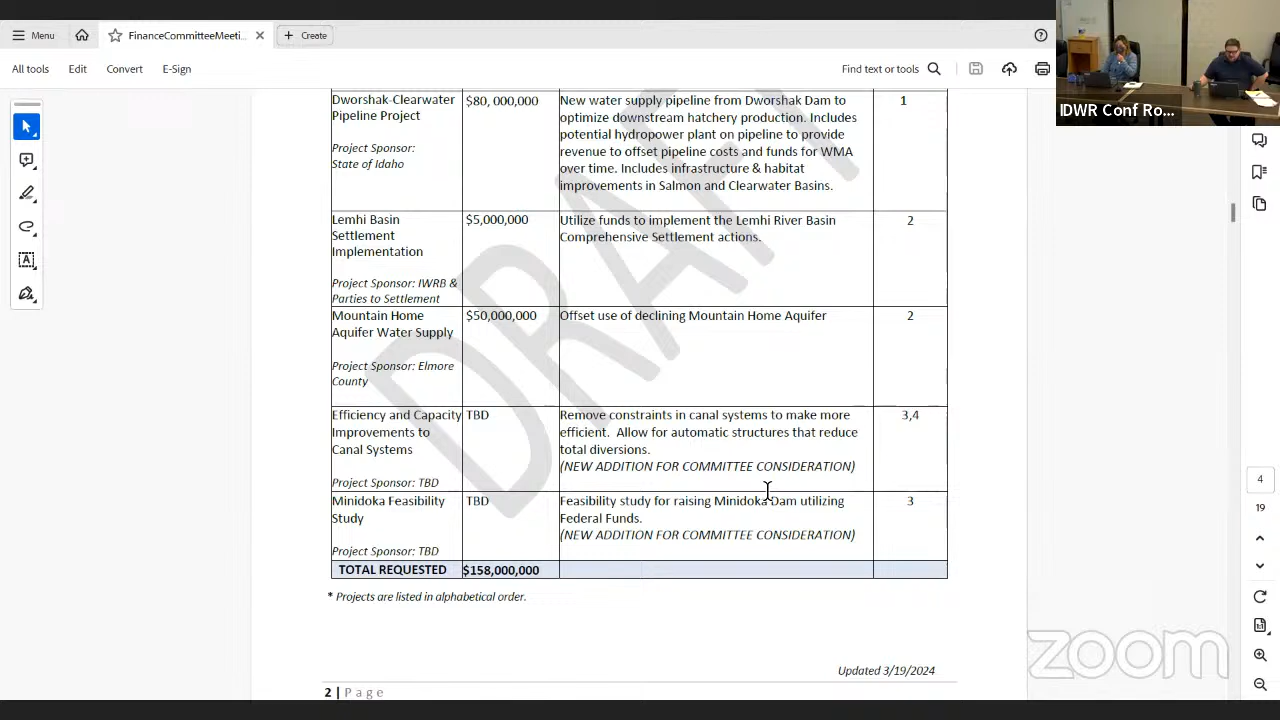 Menu
FinanceCommitteeMeeti...
Create
All tools
Edit
Convert
E-Sign
Find text or tools
IDWR Conf Ro...
Dworshak Clearwater
Pipeline Project
Project Sponsor:
State of Idaho
$80, 000,000
New water supply pipeline from Dworshak Dam to
optimize downstream hatchery production. Includes
potential hydropower plant on pipeline to provide
revenue to offset pipeline costs and funds for WMA
over time. Includes infrastructure & habitat
improvements in Salmon and Clearwater Basins.
1
Lemhi Basin
Settlement
Implementation
Project Sponsor: IWRB &
Parties to Settlement
$5,000,000
Utilize funds to implement the Lemhi River Basin
Comprehensive Settlement actions.
2
Mountain Home
Aquifer Water Supply
Project Sponsor: Elmore
County
$50,000,000
Offset use of declining Mountain Home Aquifer
2
Efficiency and Capacity
Improvements to
Canal Systems
Project Sponsor: TBD
TBD
Remove constraints in canal systems to make more
efficient. Allow for automatic structures that reduce
total diversions.
(NEW ADDITION FOR COMMITTEE CONSIDERATION)
3,4
Minidoka Feasibility
Study
Project Sponsor: TBD
TBD
Feasibility study for raising Minidoka Dam utilizing
Federal Funds.
(NEW ADDITION FOR COMMITTEE CONSIDERATION)
3
TOTAL REQUESTED
$158,000,000
* Projects are listed in alphabetical order.
Updated 3/19/2024
2 | Page
DRAFT
4
19
zoom